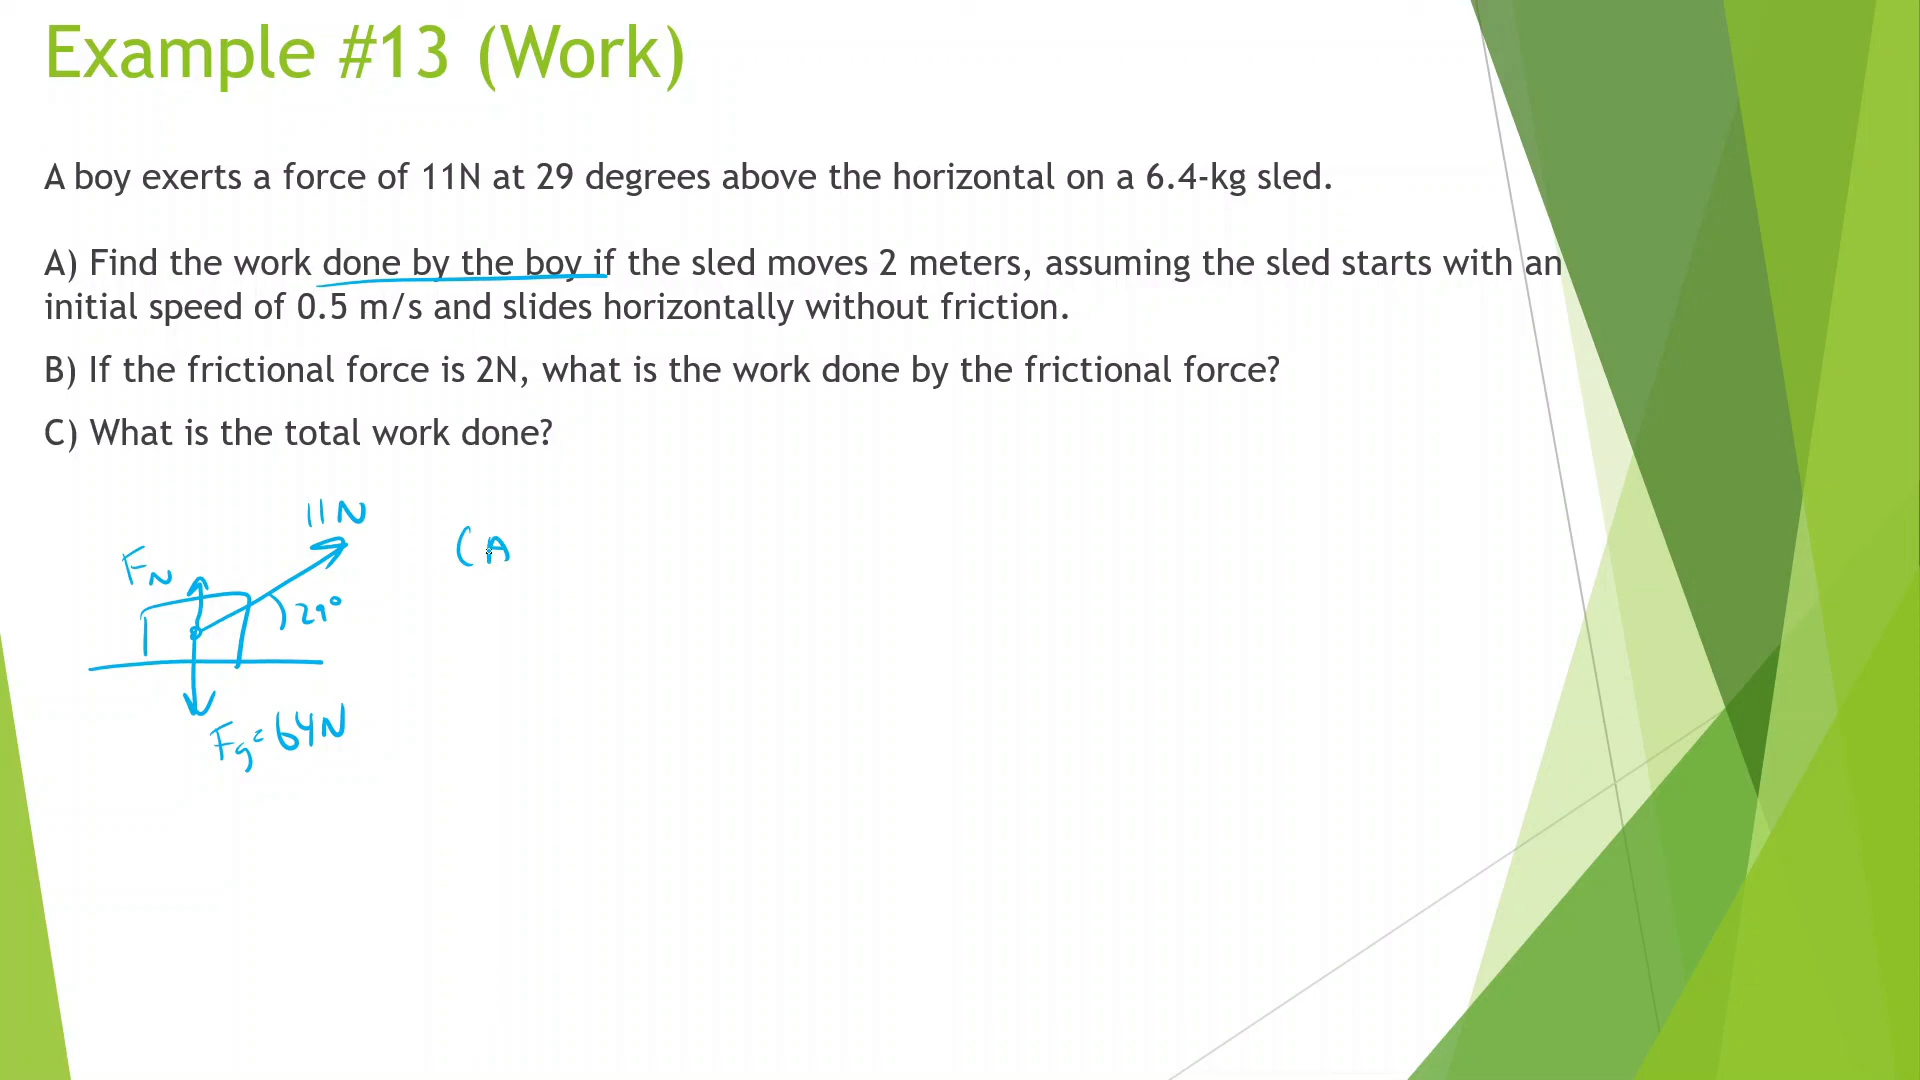 Example #13 (Work)
A boy exerts a force of 11N at 29 degrees above the horizontal on a 6.4-kg sled.
A) Find the work done by the boy if the sled moves 2 meters, assuming the sled starts with an
initial speed of 0.5 m/s and slides horizontally without friction.
B) If the frictional force is 2N, what is the work done by the frictional force?
C) What is the total work done?
11N
(A
FN
29°
Fg = 64N